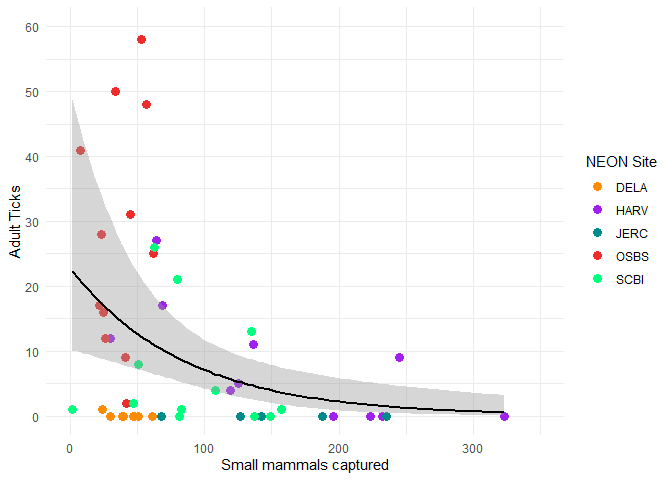 60
50
40
30
20
10
0
Adult Ticks
0
100
200
300
Small mammals captured
NEON Site
DELA
HARV
JERC
OSBS
SCBI